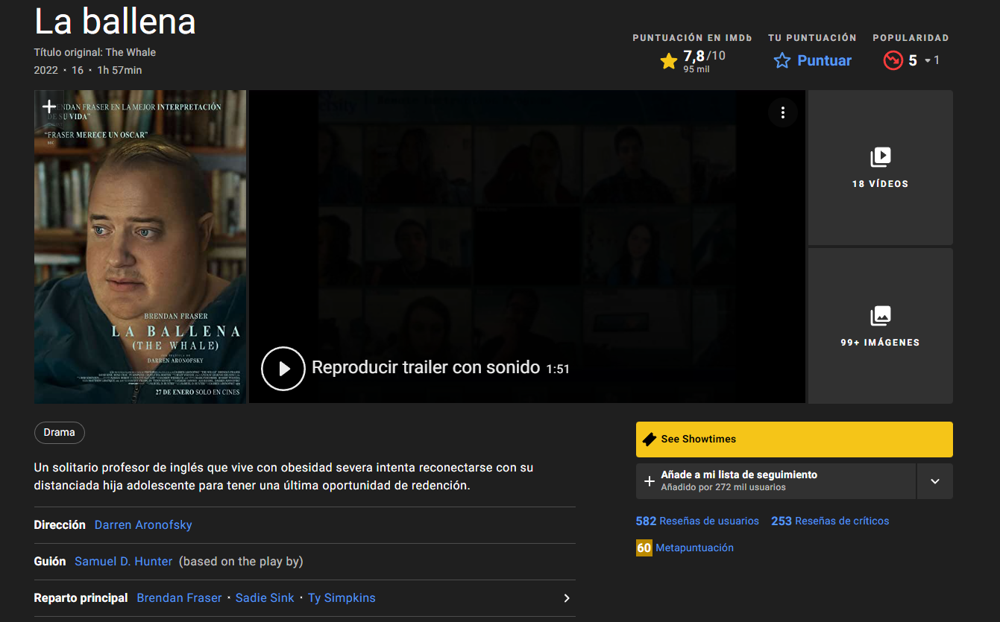 La ballena
Título original: The Whale
2022 · 16 · 1h 57min
PUNTUACIÓN EN IMDb
7,8/10
95 mil
TU PUNTUACIÓN
Puntuar
POPULARIDAD
5 1
NDAN FRASER EN LA MEJOR INTERPRETACIÓN
DE SU VIDA"
"FRASER MERECE UN OSCAR"
BRENDAN FRASER
LA BALLENA
(THE WHALE)
DARREN ARONOFSKY
27 DE ENERO SOLO EN CINES
Reproducir trailer con sonido 1:51
18 VÍDEOS
99+ IMÁGENES
Drama
Un solitario profesor de inglés que vive con obesidad severa intenta reconectarse con su
distanciada hija adolescente para tener una última oportunidad de redención.
Dirección Darren Aronofsky
Guión Samuel D. Hunter (based on the play by)
Reparto principal Brendan Fraser · Sadie Sink · Ty Simpkins
See Showtimes
Añade a mi lista de seguimiento
Añadido por 272 mil usuarios
582 Reseñas de usuarios 253 Reseñas de críticos
60 Metapuntuación